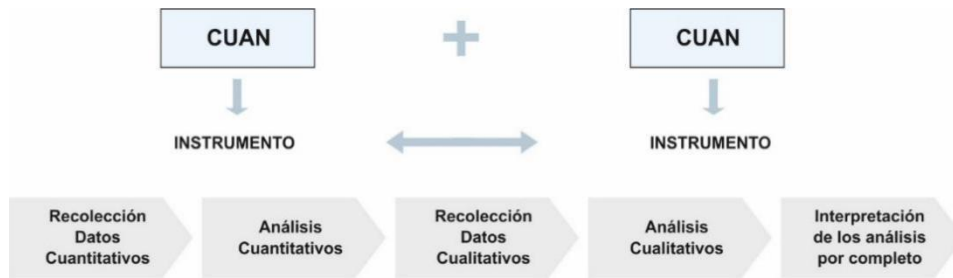 CUAN
+
CUAN
INSTRUMENTO
INSTRUMENTO
Recolección
Datos
Cuantitativos
Análisis
Cuantitativos
Recolección
Datos
Cualitativos
Análisis
Cualitativos
Interpretación
de los análisis
por completo